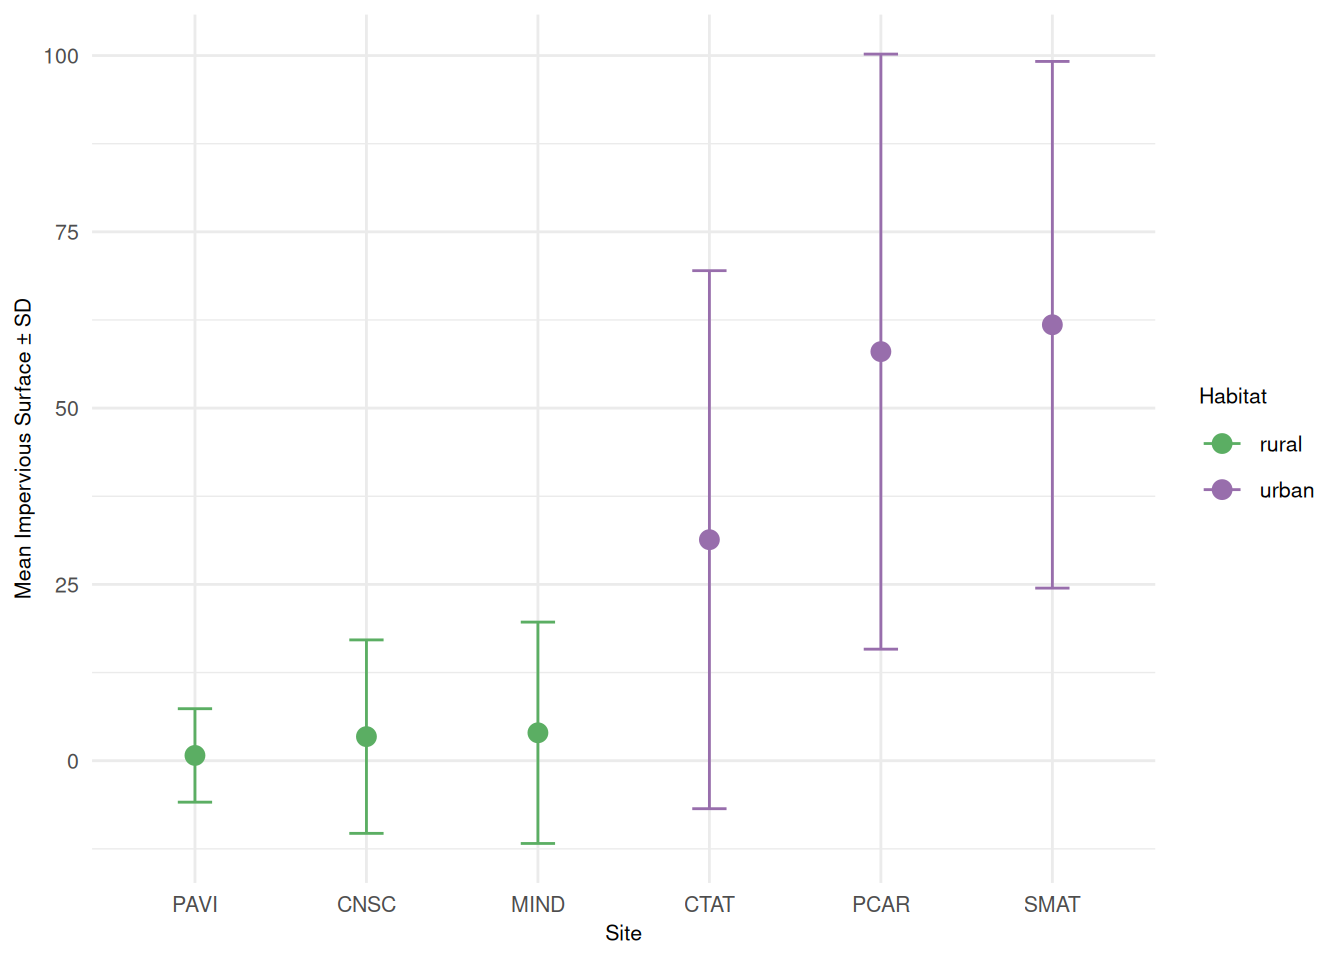 100
75
50
25
0
Mean Impervious Surface ± SD
PAVI CNSC MIND CTAT PCAR SMAT
Site
Habitat
rural
urban